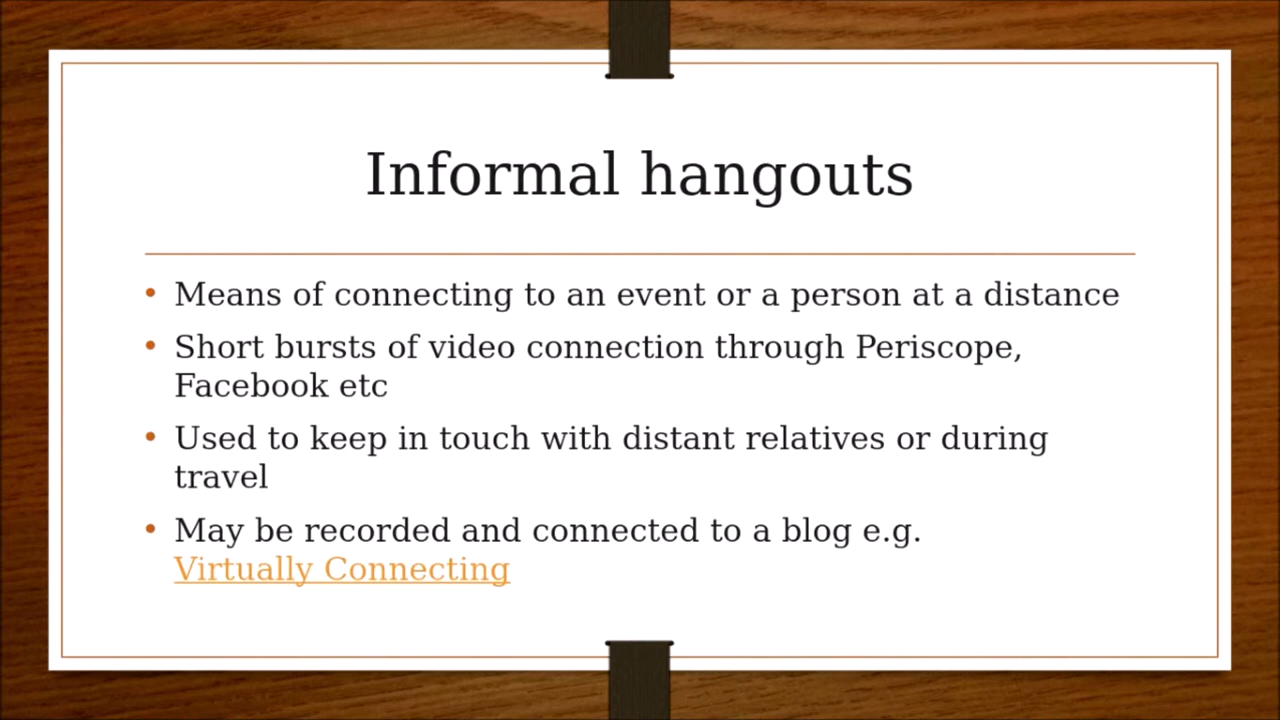 Informal hangouts
• Means of connecting to an event or a person at a distance
• Short bursts of video connection through Periscope,
Facebook etc
• Used to keep in touch with distant relatives or during
travel
• May be recorded and connected to a blog e.g.
Virtually Connecting